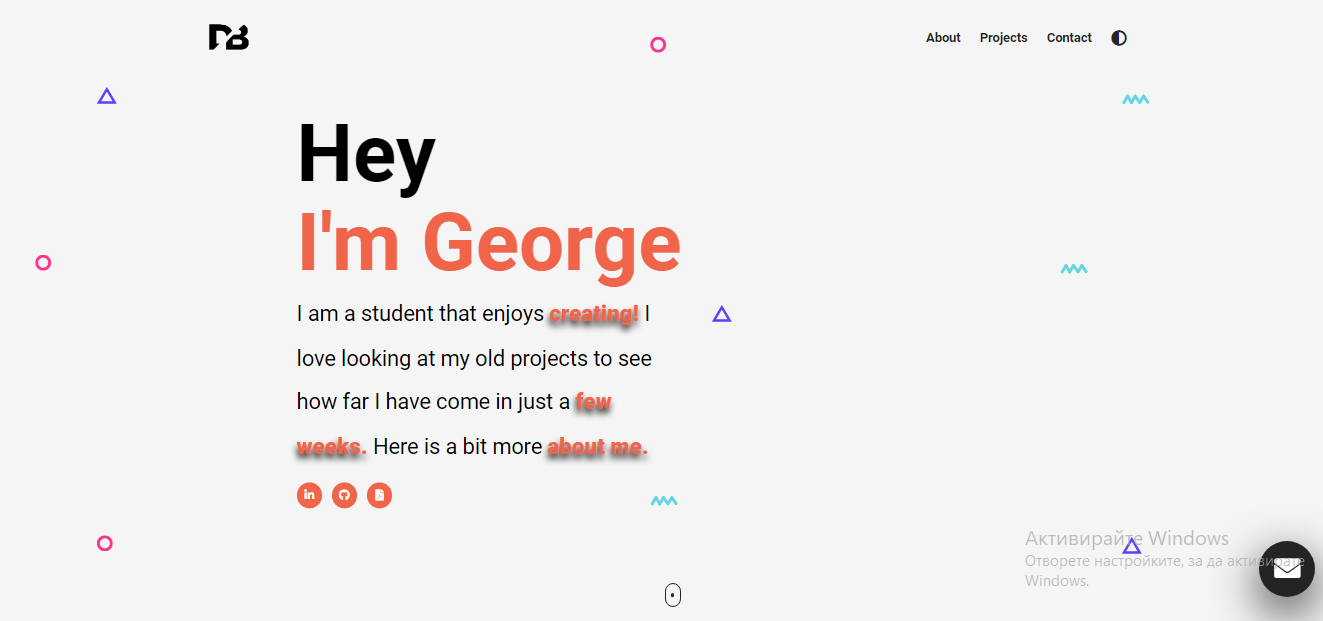 DB
About Projects Contact
Hey
I'm George
I am a student that enjoys creating! I
love looking at my old projects to see
how far I have come in just a few
weeks. Here is a bit more about me.
in
Активирайте Windows
Отворете настройките, за да активирате
Windows.